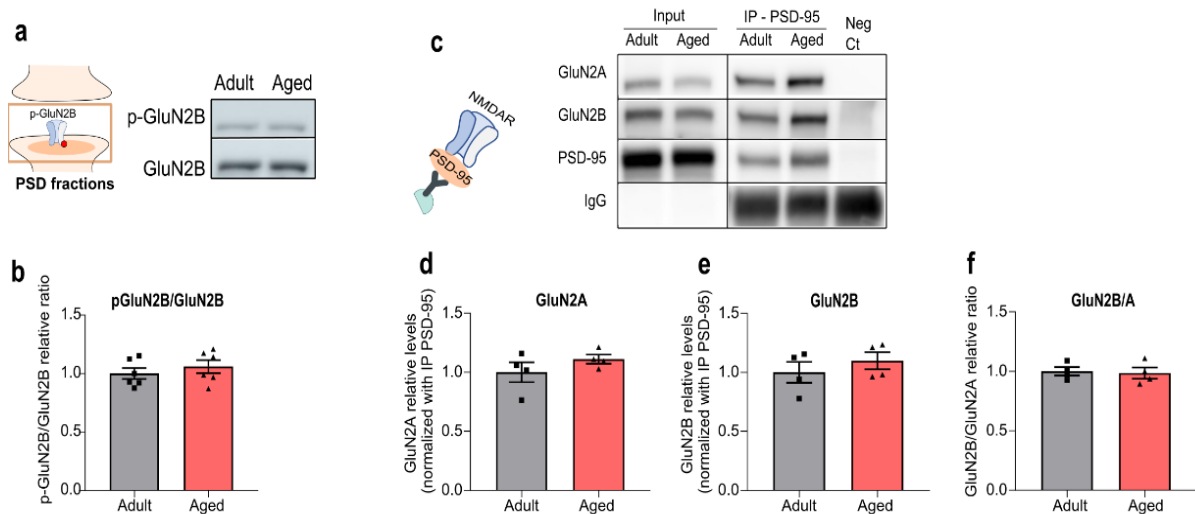 a
p-GluN2B
PSD fractions
Adult Aged
p-GluN2B
GluN2B
c
NMDAR
PSD-95
Input IP - PSD-95 Neg
Adult Aged Adult Aged Ct
GluN2A
GluN2B
PSD-95
IgG
b
pGluN2B/GluN2B
p-GluN2B/GluN2B relative ratio
1.5
1.0
0.5
0.0
Adult Aged
d
GluN2A
GluN2A relative levels
(normalized with IP PSD-95)
1.5
1.0
0.5
0.0
Adult Aged
e
GluN2B
GluN2B relative levels
(normalized with IP PSD-95)
1.5
1.0
0.5
0.0
Adult Aged
f
GluN2B/A
GluN2B/GluN2A relative ratio
1.5
1.0
0.5
0.0
Adult Aged